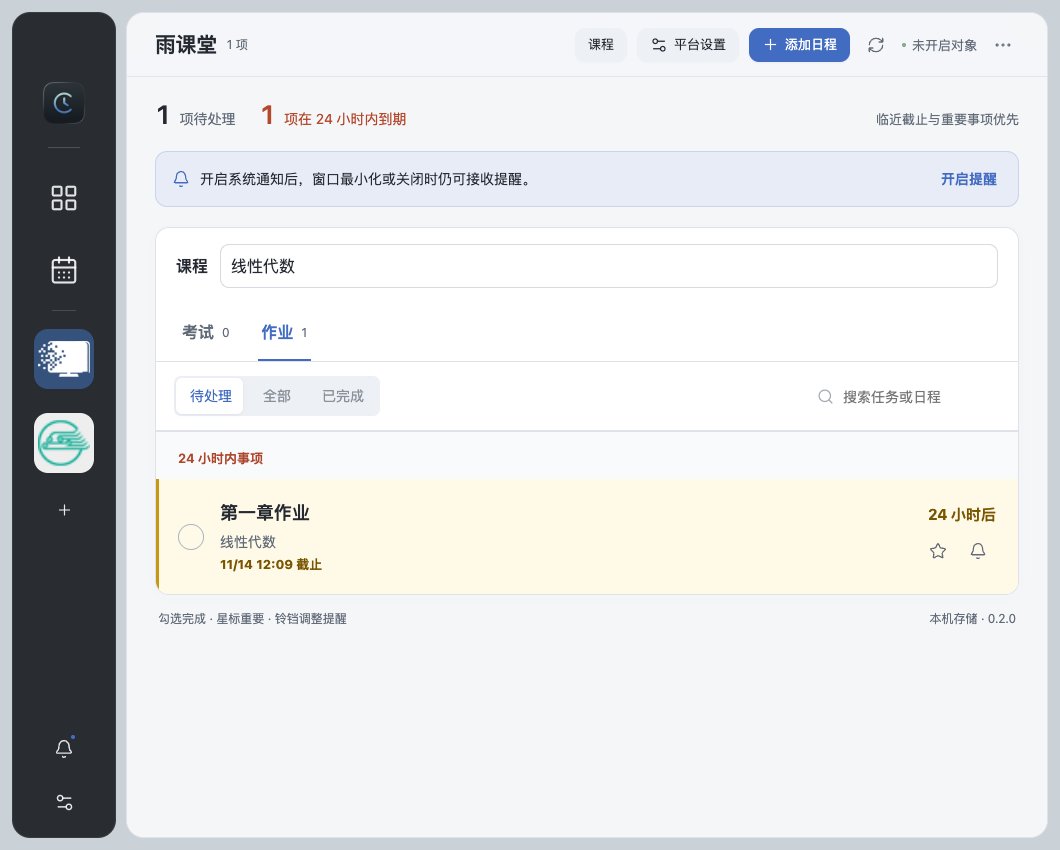 雨课堂 1 项
课程 平台设置 添加日程 未开启对象
1 项待处理 1 项在 24 小时内到期 临近截止与重要事项优先
开启系统通知后，窗口最小化或关闭时仍可接收提醒。 开启提醒
课程 线性代数
考试 0 作业 1
待处理 全部 已完成 搜索任务或日程
24 小时内事项
第一章作业 24 小时后
线性代数
11/14 12:09 截止
勾选完成 · 星标重要 · 铃铛调整提醒 本机存储 · 0.2.0